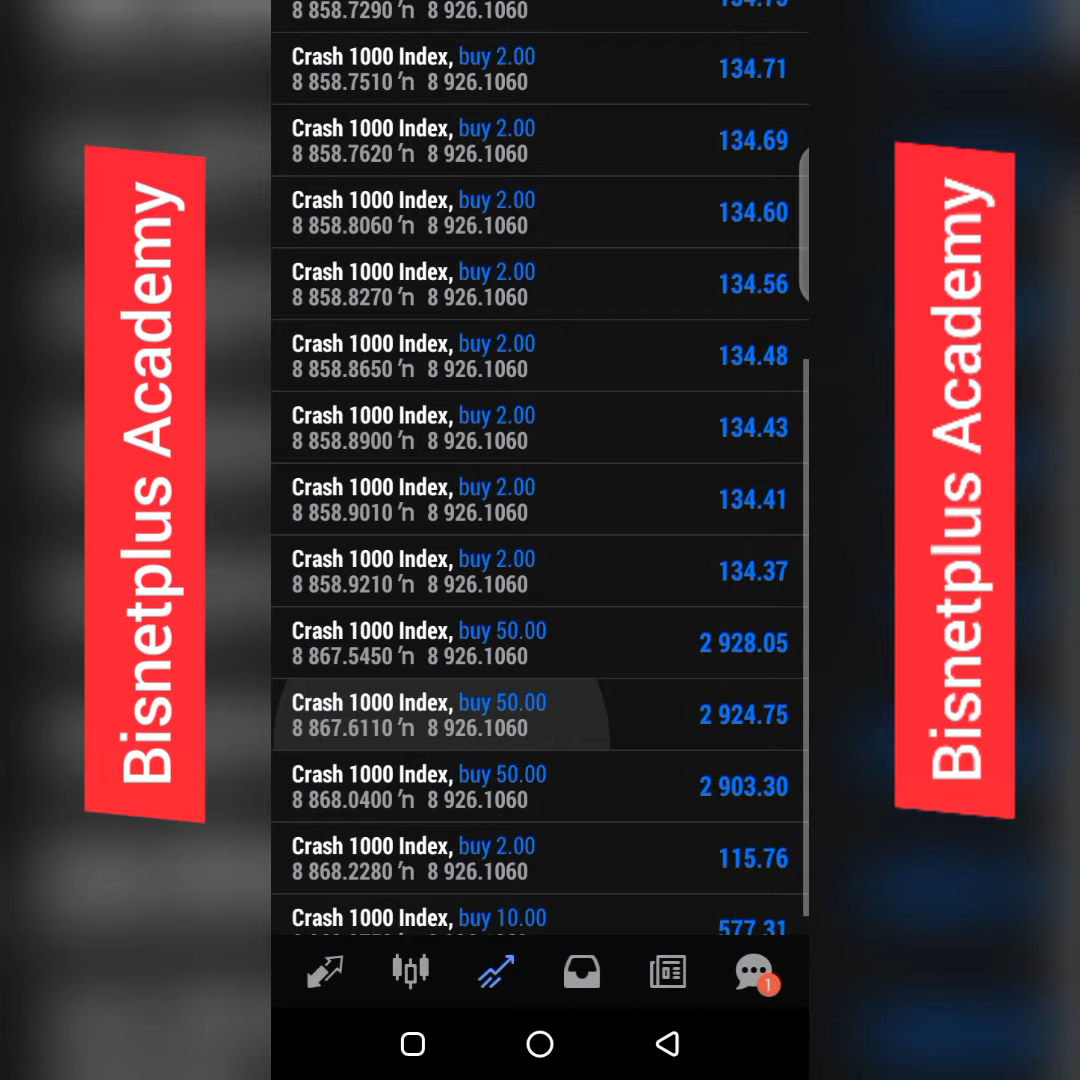 Bisnetplus Academy
8 858.7290 ’n 8 926.1060
Crash 1000 Index, buy 2.00
8 858.7510 ’n 8 926.1060
134.71
Crash 1000 Index, buy 2.00
8 858.7620 ’n 8 926.1060
134.69
Crash 1000 Index, buy 2.00
8 858.8060 ’n 8 926.1060
134.60
Crash 1000 Index, buy 2.00
8 858.8270 ’n 8 926.1060
134.56
Crash 1000 Index, buy 2.00
8 858.8650 ’n 8 926.1060
134.48
Crash 1000 Index, buy 2.00
8 858.8900 ’n 8 926.1060
134.43
Crash 1000 Index, buy 2.00
8 858.9010 ’n 8 926.1060
134.41
Crash 1000 Index, buy 2.00
8 858.9210 ’n 8 926.1060
134.37
Crash 1000 Index, buy 50.00
8 867.5450 ’n 8 926.1060
2 928.05
Crash 1000 Index, buy 50.00
8 867.6110 ’n 8 926.1060
2 924.75
Crash 1000 Index, buy 50.00
8 868.0400 ’n 8 926.1060
2 903.30
Crash 1000 Index, buy 2.00
8 868.2280 ’n 8 926.1060
115.76
Crash 1000 Index, buy 10.00
577.31
1
Bisnetplus Academy